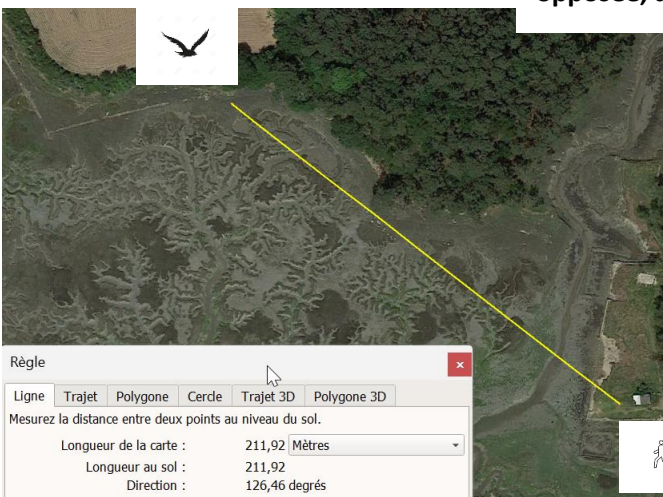 Règle
x
Ligne Trajet Polygone Cercle Trajet 3D Polygone 3D
Mesurez la distance entre deux points au niveau du sol.
Longueur de la carte : 211,92 Mètres
Longueur au sol : 211,92
Direction : 126,46 degrés